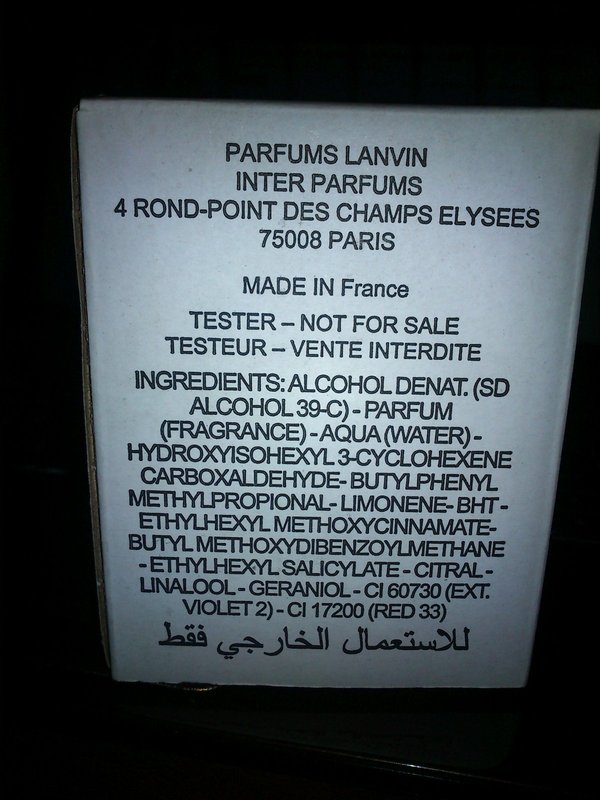 PARFUMS LANVIN
INTER PARFUMS
4 ROND-POINT DES CHAMPS ELYSEES
75008 PARIS
MADE IN France
TESTER – NOT FOR SALE
TESTEUR – VENTE INTERDITE
INGREDIENTS: ALCOHOL DENAT. (SD
ALCOHOL 39-C) - PARFUM
(FRAGRANCE) - AQUA (WATER) -
HYDROXYISOHEXYL 3-CYCLOHEXENE
CARBOXALDEHYDE- BUTYLPHENYL
METHYLPROPIONAL- LIMONENE- BHT -
ETHYLHEXYL METHOXYCINNAMATE-
BUTYL METHOXYDIBENZOYLMETHANE
- ETHYLHEXYL SALICYLATE - CITRAL -
LINALOOL - GERANIOL - CI 60730 (EXT.
VIOLET 2) - CI 17200 (RED 33)
للاستعمال الخارجي فقط